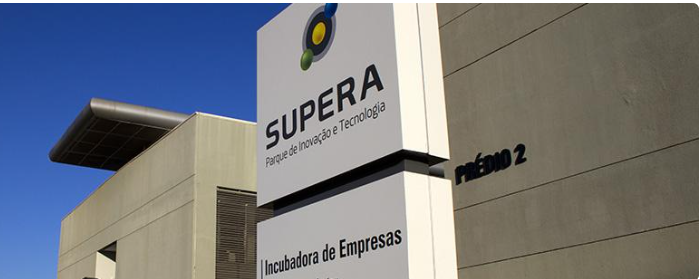 SUPERA
Parque de Inovação e Tecnologia
PRÉDIO 2
Incubadora de Empresas